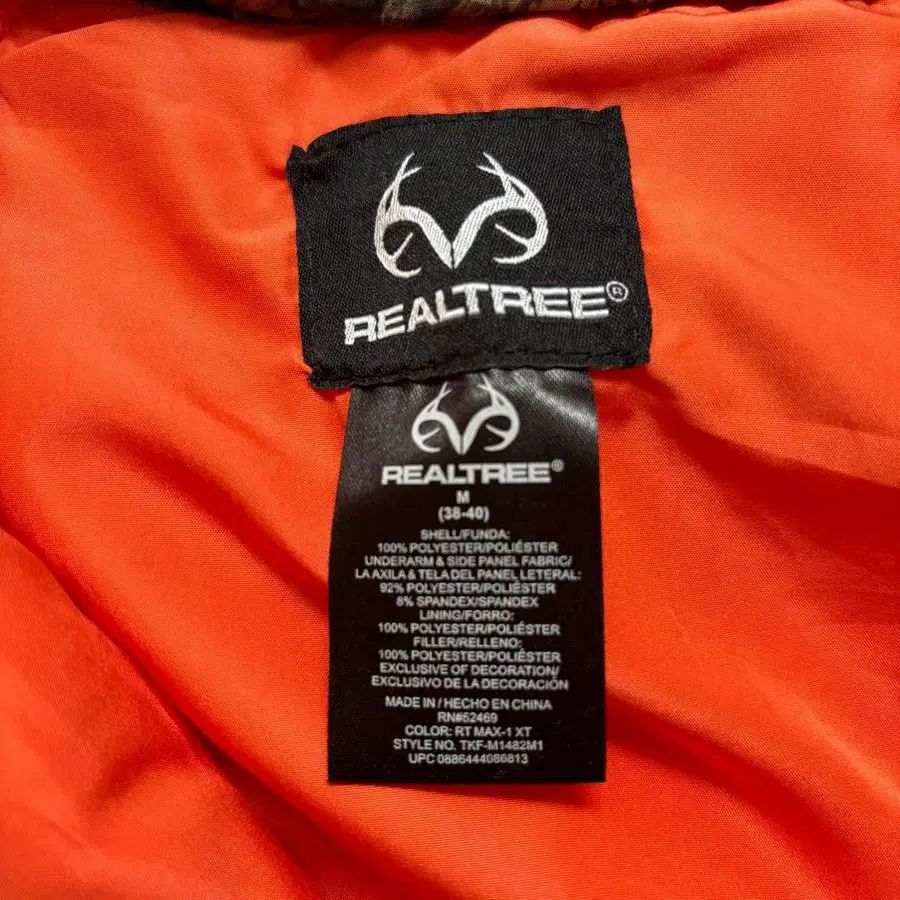 REALTREE®
REALTREE®
M
(38-40)
SHELL/FUNDA:
100% POLYESTER/POLIÉSTER
UNDERARM & SIDE PANEL FABRIC/
LA AXILA & TELA DEL PANEL LETERAL:
92% POLYESTER/POLIÉSTER
8% SPANDEX/SPANDEX
LINING/FORRO:
100% POLYESTER/POLIÉSTER
FILLER/RELLENO:
100% POLYESTER/POLIÉSTER
EXCLUSIVE OF DECORATION/
EXCLUSIVO DE LA DECORACIÓN
MADE IN / HECHO EN CHINA
RN#52469
COLOR: RT MAX-1 XT
STYLE NO. TKF-M1482M1
UPC 0886444086813